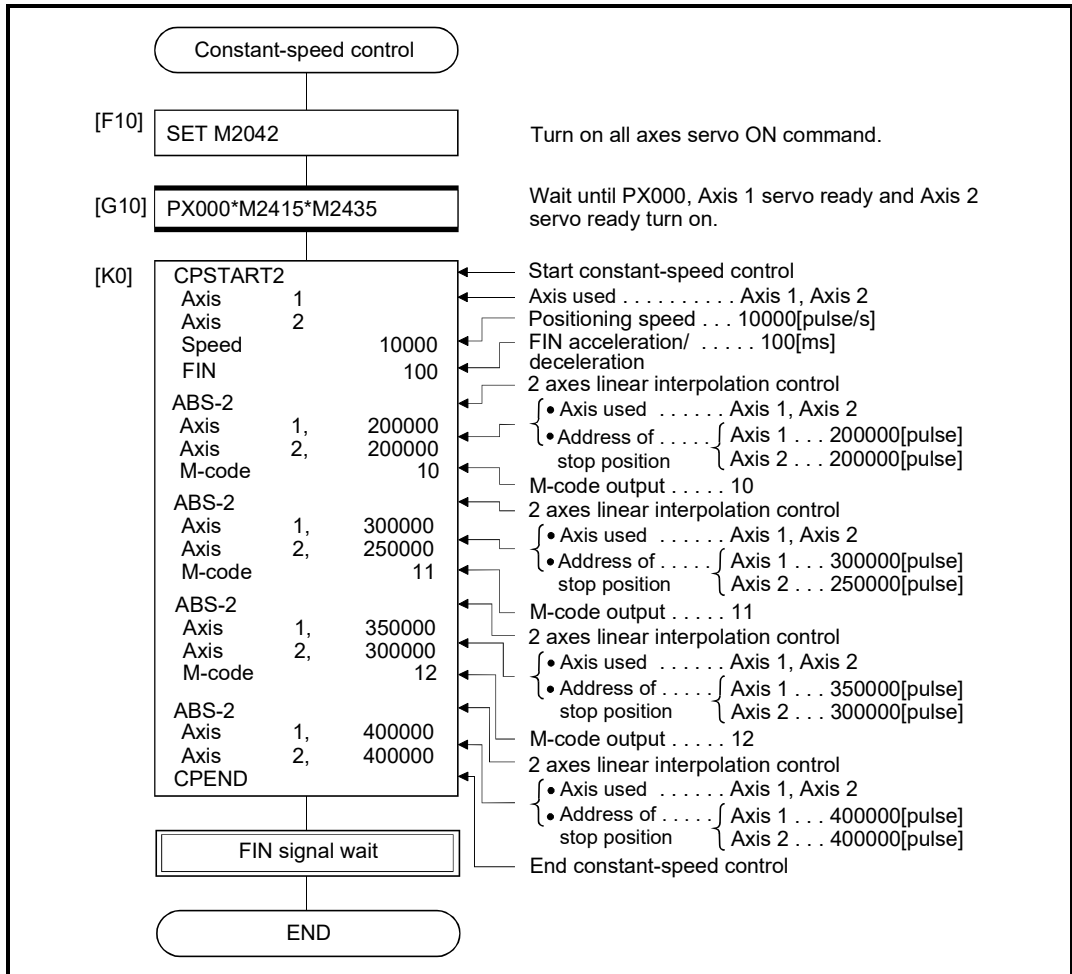 Constant-speed control
[F10]
SET M2042
Turn on all axes servo ON command.
[G10]
PX000*M2415*M2435
Wait until PX000, Axis 1 servo ready and Axis 2
servo ready turn on.
[K0]
CPSTART2
Axis 1
Axis 2
Speed 10000
FIN 100
ABS-2
Axis 1, 200000
Axis 2, 200000
M-code 10
ABS-2
Axis 1, 300000
Axis 2, 250000
M-code 11
ABS-2
Axis 1, 350000
Axis 2, 300000
M-code 12
ABS-2
Axis 1, 400000
Axis 2, 400000
CPEND
Start constant-speed control
Axis used . . . . . . . . . . Axis 1, Axis 2
Positioning speed . . . 10000[pulse/s]
FIN acceleration/ . . . . . 100[ms]
deceleration
2 axes linear interpolation control
• Axis used . . . . . . Axis 1, Axis 2
• Address of . . . . . Axis 1 . . . 200000[pulse]
stop position Axis 2 . . . 200000[pulse]
M-code output . . . . . 10
2 axes linear interpolation control
• Axis used . . . . . . Axis 1, Axis 2
• Address of . . . . . Axis 1 . . . 300000[pulse]
stop position Axis 2 . . . 250000[pulse]
M-code output . . . . . 11
2 axes linear interpolation control
• Axis used . . . . . . Axis 1, Axis 2
• Address of . . . . . Axis 1 . . . 350000[pulse]
stop position Axis 2 . . . 300000[pulse]
M-code output . . . . . 12
2 axes linear interpolation control
• Axis used . . . . . . Axis 1, Axis 2
• Address of . . . . . Axis 1 . . . 400000[pulse]
stop position Axis 2 . . . 400000[pulse]
End constant-speed control
FIN signal wait
END